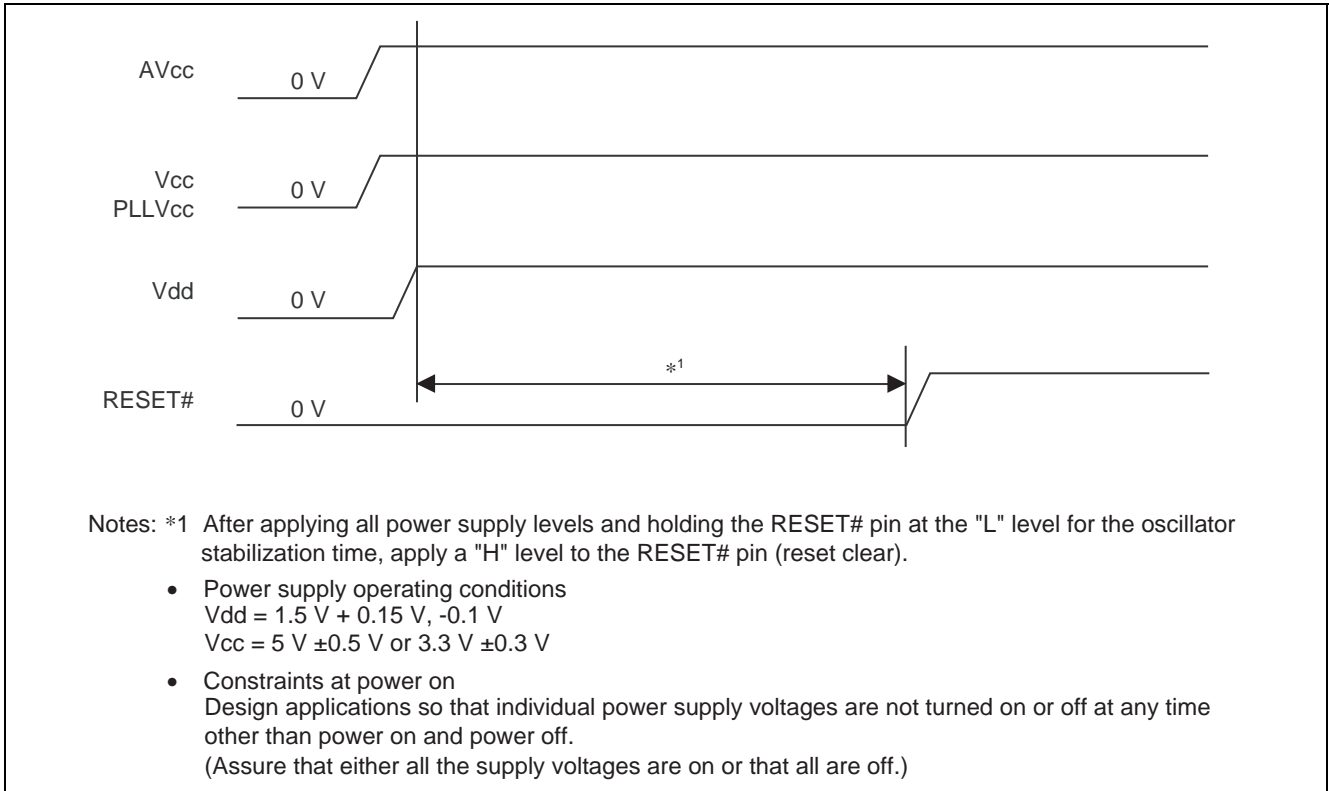 AVcc
0 V
Vcc
PLLVcc
0 V
Vdd
0 V
*1
RESET#
0 V
Notes: *1 After applying all power supply levels and holding the RESET# pin at the "L" level for the oscillator
stabilization time, apply a "H" level to the RESET# pin (reset clear).
• Power supply operating conditions
Vdd = 1.5 V + 0.15 V, -0.1 V
Vcc = 5 V ±0.5 V or 3.3 V ±0.3 V
• Constraints at power on
Design applications so that individual power supply voltages are not turned on or off at any time
other than power on and power off.
(Assure that either all the supply voltages are on or that all are off.)